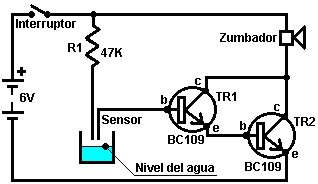 Interruptor
R1
47K
Zumbador
+
6V
c
b
TR1
Sensor
e
BC109
c
b
TR2
BC109
e
Nivel del agua